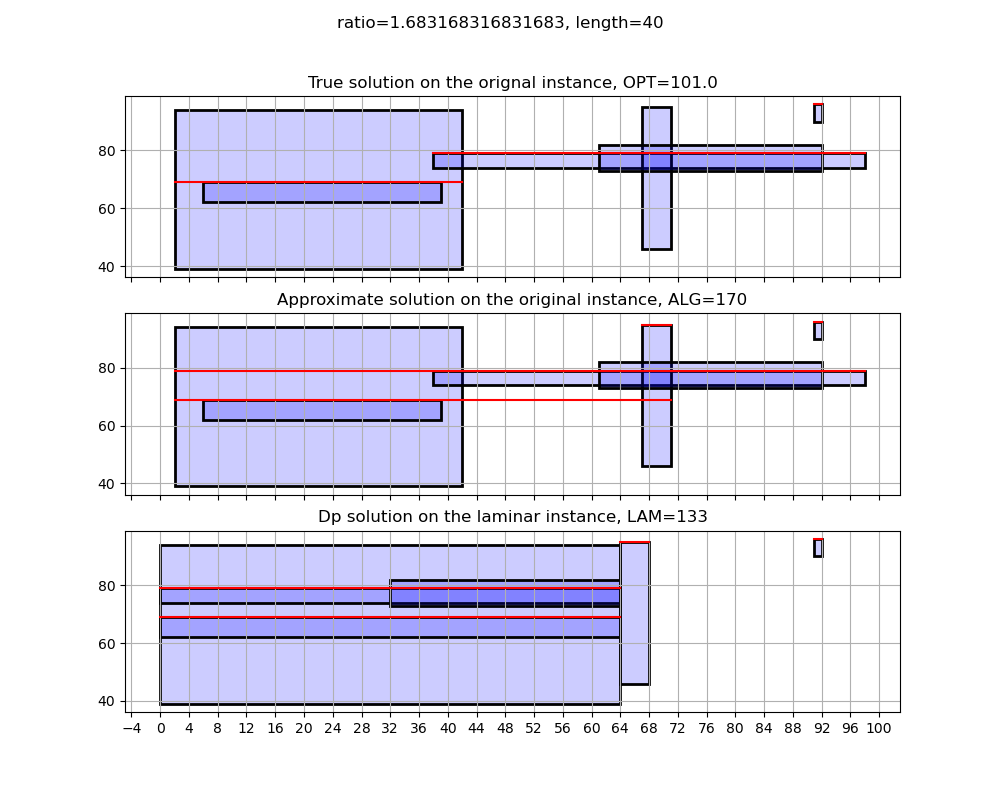 ratio=1.683168316831683, length=40
True solution on the orignal instance, OPT=101.0
80
60
40
Approximate solution on the original instance, ALG=170
80
60
40
Dp solution on the laminar instance, LAM=133
80
60
40
−4 0 4 8 12 16 20 24 28 32 36 40 44 48 52 56 60 64 68 72 76 80 84 88 92 96 100